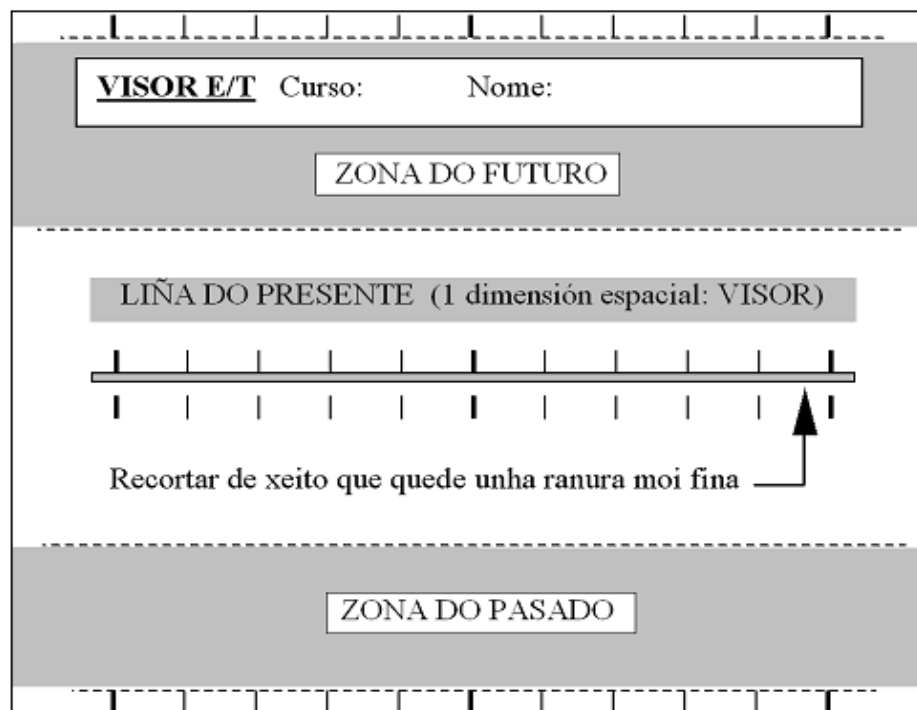 VISOR E/T Curso: Nome:
ZONA DO FUTURO
LIÑA DO PRESENTE (1 dimensión espacial: VISOR)
Recortar de xeito que quede unha ranura moi fina
ZONA DO PASADO